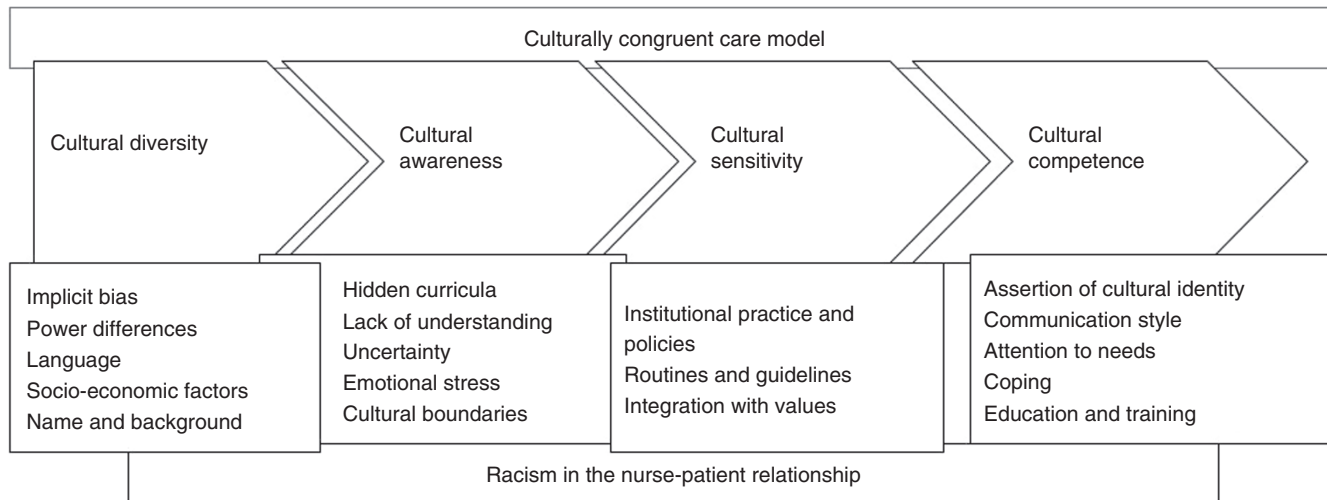 Culturally congruent care model
Cultural diversity
Cultural
awareness
Cultural
sensitivity
Cultural
competence
Implicit bias
Power differences
Language
Socio-economic factors
Name and background
Hidden curricula
Lack of understanding
Uncertainty
Emotional stress
Cultural boundaries
Institutional practice and
policies
Routines and guidelines
Integration with values
Assertion of cultural identity
Communication style
Attention to needs
Coping
Education and training
Racism in the nurse-patient relationship